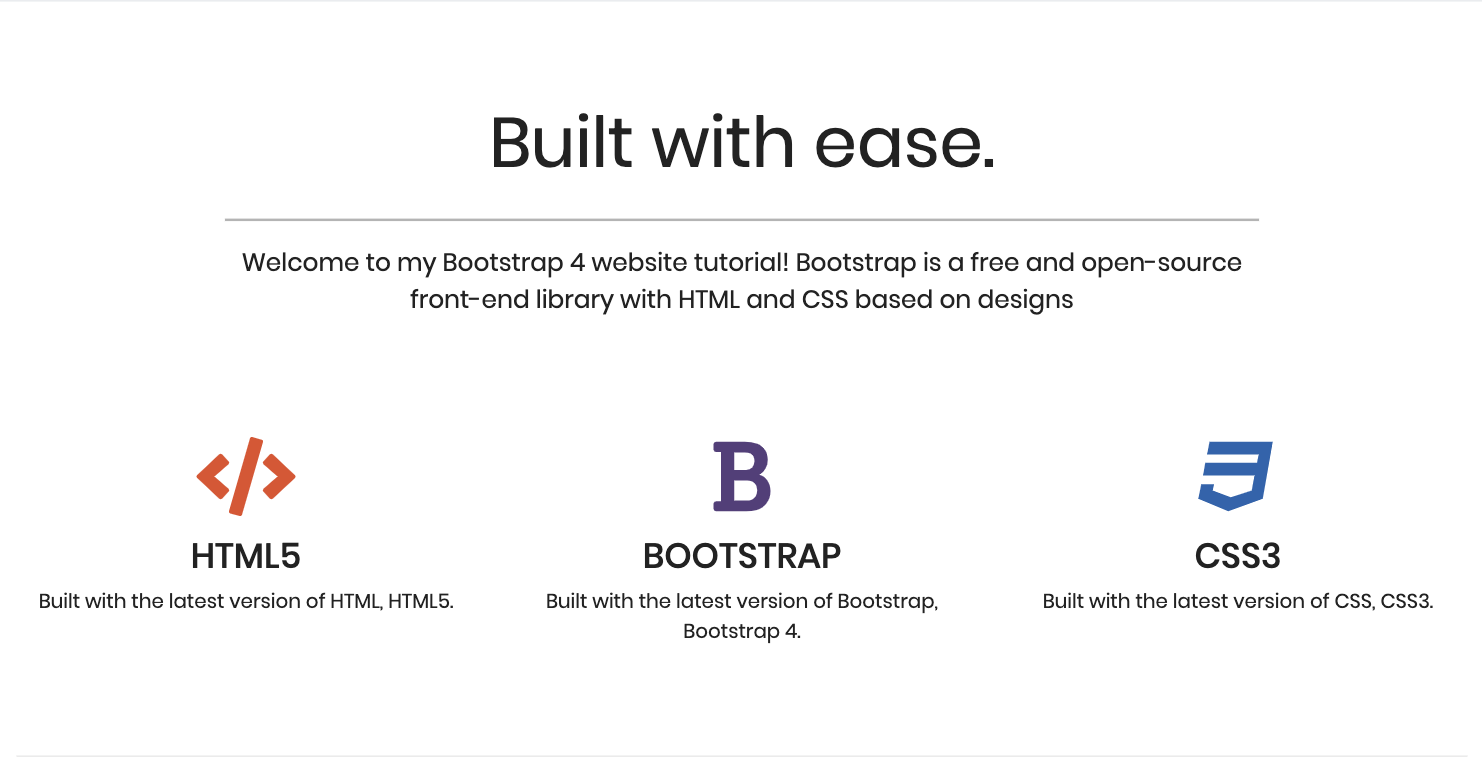 Built with ease.
Welcome to my Bootstrap 4 website tutorial! Bootstrap is a free and open-source
front-end library with HTML and CSS based on designs
HTML5
Built with the latest version of HTML, HTML5.
B
BOOTSTRAP
Built with the latest version of Bootstrap,
Bootstrap 4.
CSS3
Built with the latest version of CSS, CSS3.